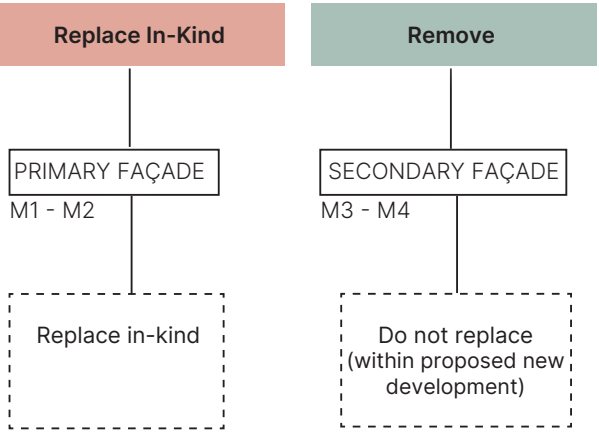 Replace In-Kind
PRIMARY FAÇADE
M1 - M2
Replace in-kind
Remove
SECONDARY FAÇADE
M3 - M4
Do not replace
(within proposed new
development)